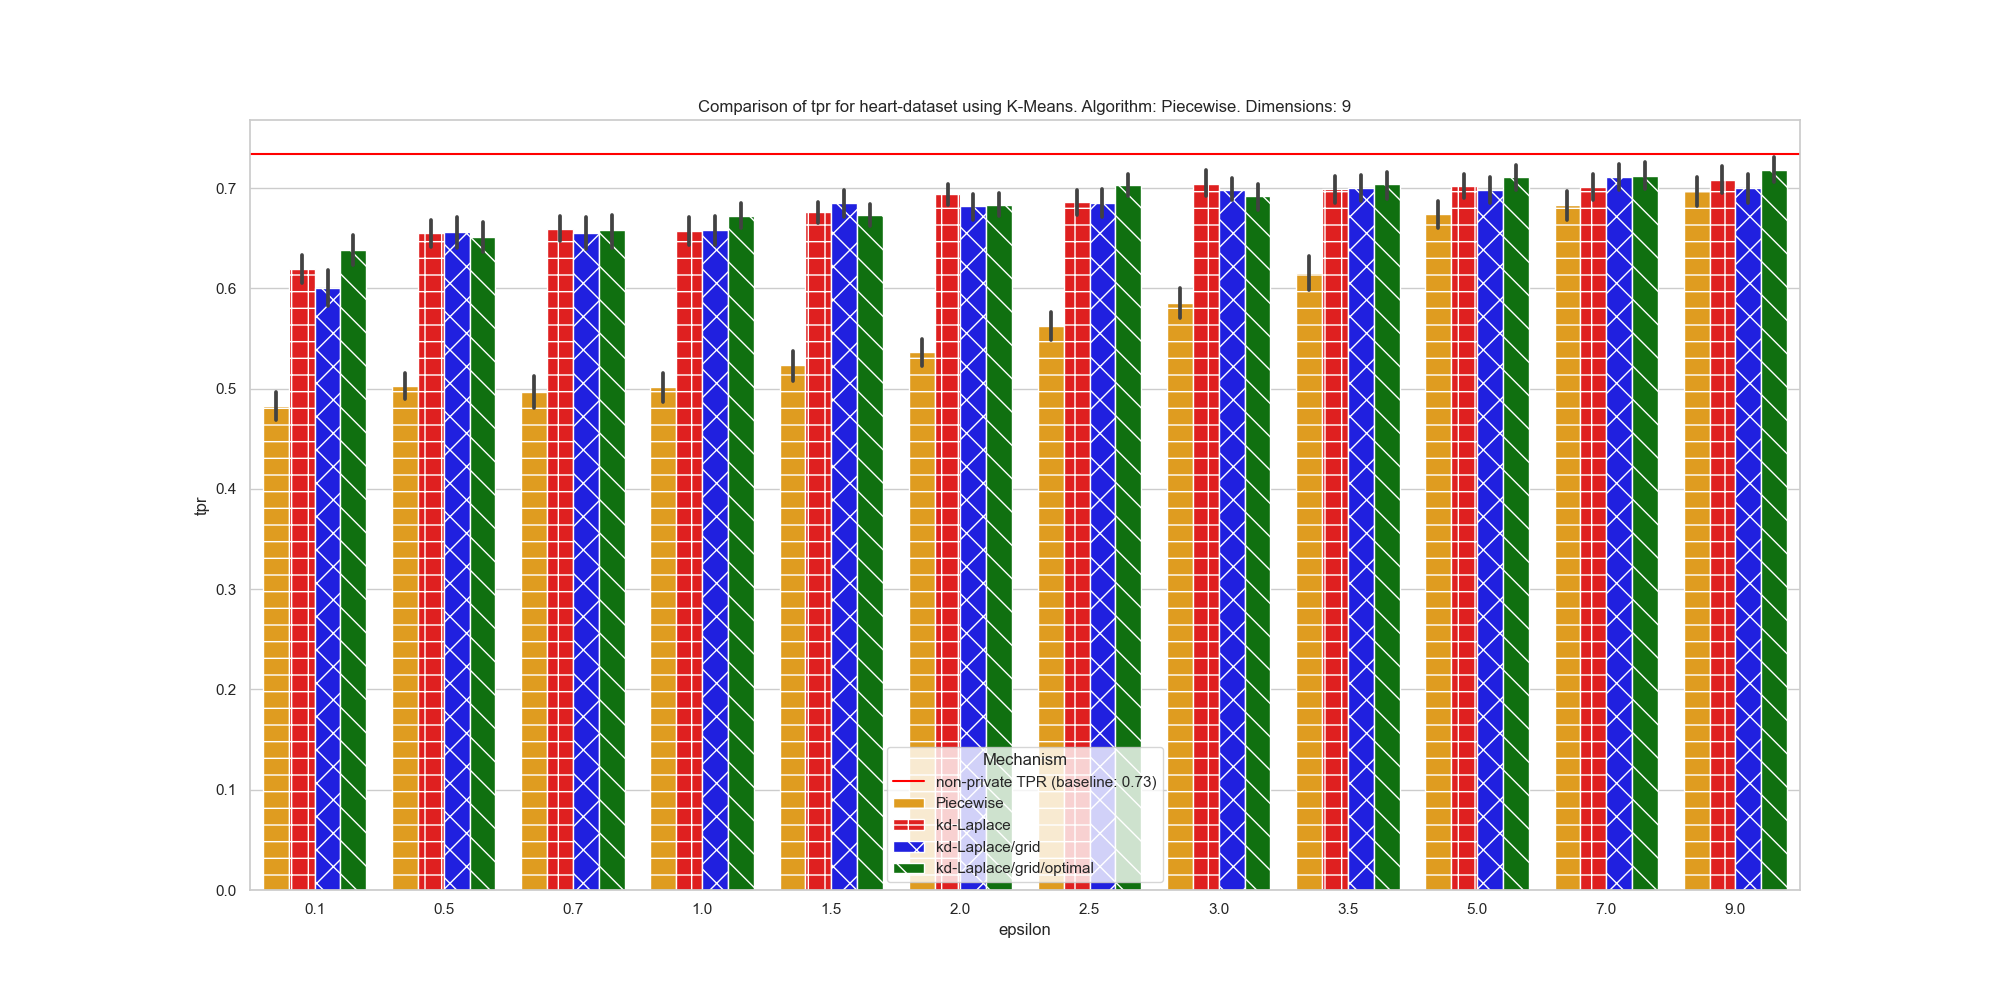 Comparison of tpr for heart-dataset using K-Means. Algorithm: Piecewise. Dimensions: 9
tpr
0.7
0.6
0.5
0.4
0.3
0.2
0.1
0.0
Mechanism
non-private TPR (baseline: 0.73)
Piecewise
kd-Laplace
kd-Laplace/grid
kd-Laplace/grid/optimal
0.1 0.5 0.7 1.0 1.5 2.0 2.5 3.0 3.5 5.0 7.0 9.0
epsilon